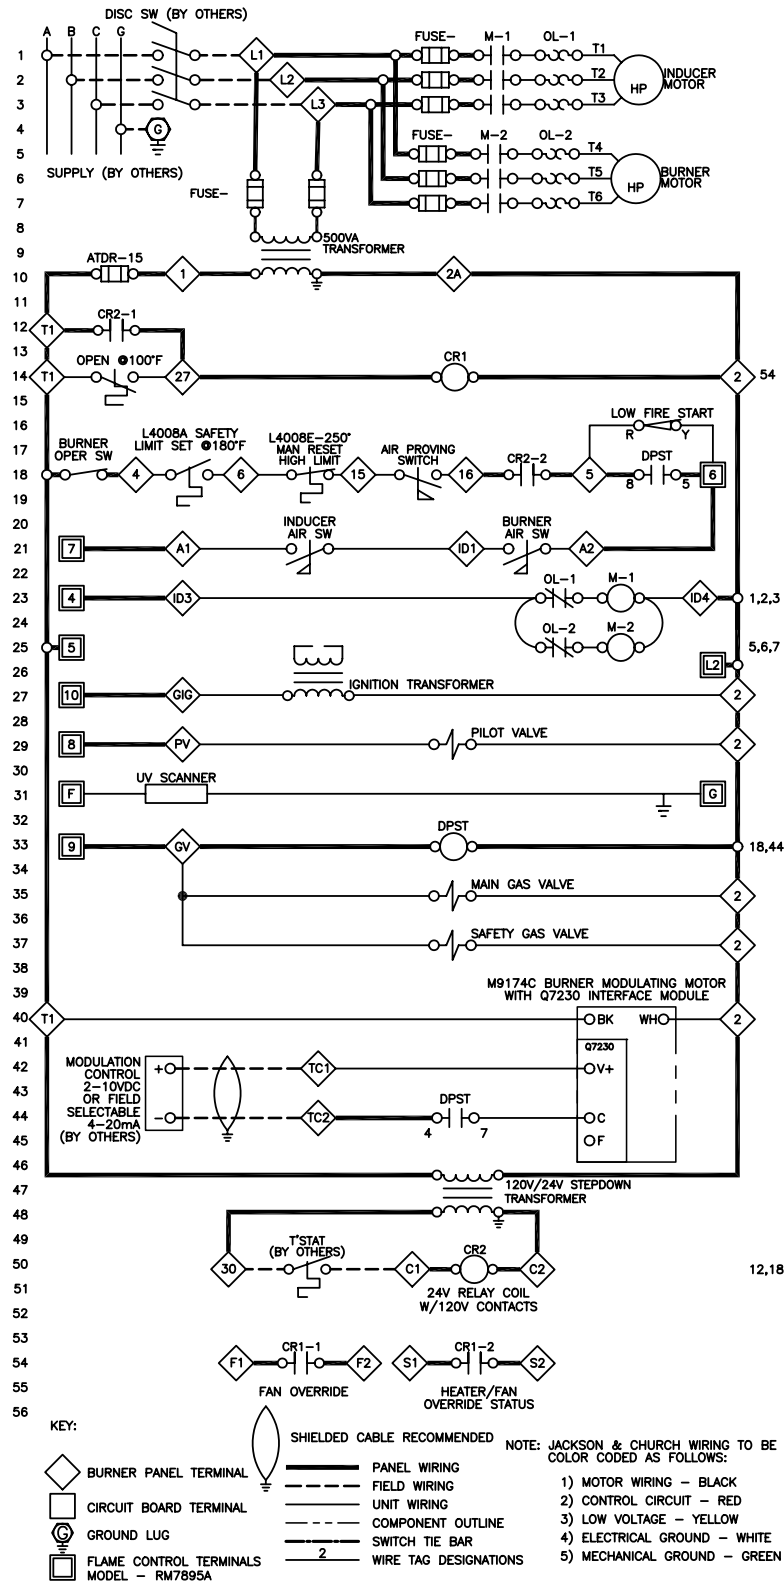 DISC SW (BY OTHERS)
A B C G
1 L1 FUSE- M-1 OL-1 T1
2 L2 T2 INDUCER MOTOR
HP
3 L3 T3
4 G
5 FUSE- M-2 OL-2 T4
SUPPLY (BY OTHERS)
6 T5 BURNER MOTOR
HP
7 FUSE- T6
8
500VA
TRANSFORMER
9
ATDR-15
10 1 2A
11
CR2-1
12 T1
13
OPEN @100°F CR1
14 T1 27 2 54
15
16 LOW FIRE START
R Y
17 BURNER
OPER SW
L4008A SAFETY
LIMIT SET @180°F
L4008E-250°
MAN RESET
HIGH LIMIT
AIR PROVING
SWITCH
CR2-2
DPST
18 4 6 15 16 5 8 5 6
19
20
INDUCER
AIR SW
BURNER
AIR SW
21 7 A1 ID1 A2
22
OL-1 M-1
23 4 ID3 ID4 1,2,3
24
OL-2 M-2
25 5 5,6,7
L2
26
IGNITION TRANSFORMER
27 10 GIG 2
28
29 8 PV PILOT VALVE 2
30
UV SCANNER
31 F G
32
DPST
33 9 GV 18,44
34
35 MAIN GAS VALVE 2
36
37 SAFETY GAS VALVE 2
38
39
M9174C BURNER MODULATING MOTOR
WITH Q7230 INTERFACE MODULE
40 T1 BK WH 2
41
Q7230
MODULATION
CONTROL
2-10VDC
OR FIELD
SELECTABLE
4-20mA
(BY OTHERS)
42 + TC1 V+
43
DPST
44 - TC2 4 7 C
45 F
46
47 120V/24V STEPDOWN
TRANSFORMER
48
49
T'STAT
(BY OTHERS)
CR2
50 30 C1 C2 12,18
51
24V RELAY COIL
W/120V CONTACTS
52
53
CR1-1 CR1-2
54 F1 F2 S1 S2
55 FAN OVERRIDE HEATER/FAN
OVERRIDE STATUS
56
KEY:
BURNER PANEL TERMINAL
CIRCUIT BOARD TERMINAL
G GROUND LUG
FLAME CONTROL TERMINALS
MODEL - RM7895A
SHIELDED CABLE RECOMMENDED
PANEL WIRING
FIELD WIRING
UNIT WIRING
COMPONENT OUTLINE
SWITCH TIE BAR
2 WIRE TAG DESIGNATIONS
NOTE: JACKSON & CHURCH WIRING TO BE
COLOR CODED AS FOLLOWS:
1) MOTOR WIRING - BLACK
2) CONTROL CIRCUIT - RED
3) LOW VOLTAGE - YELLOW
4) ELECTRICAL GROUND - WHITE
5) MECHANICAL GROUND - GREEN